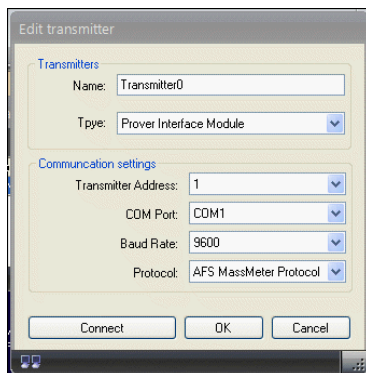 Edit transmitter
Transmitters
Name: Transmitter0
Tpye: Prover Interface Module
Communcation settings
Transmitter Address: 1
COM Port: COM1
Baud Rate: 9600
Protocol: AFS MassMeter Protocol
Connect OK Cancel